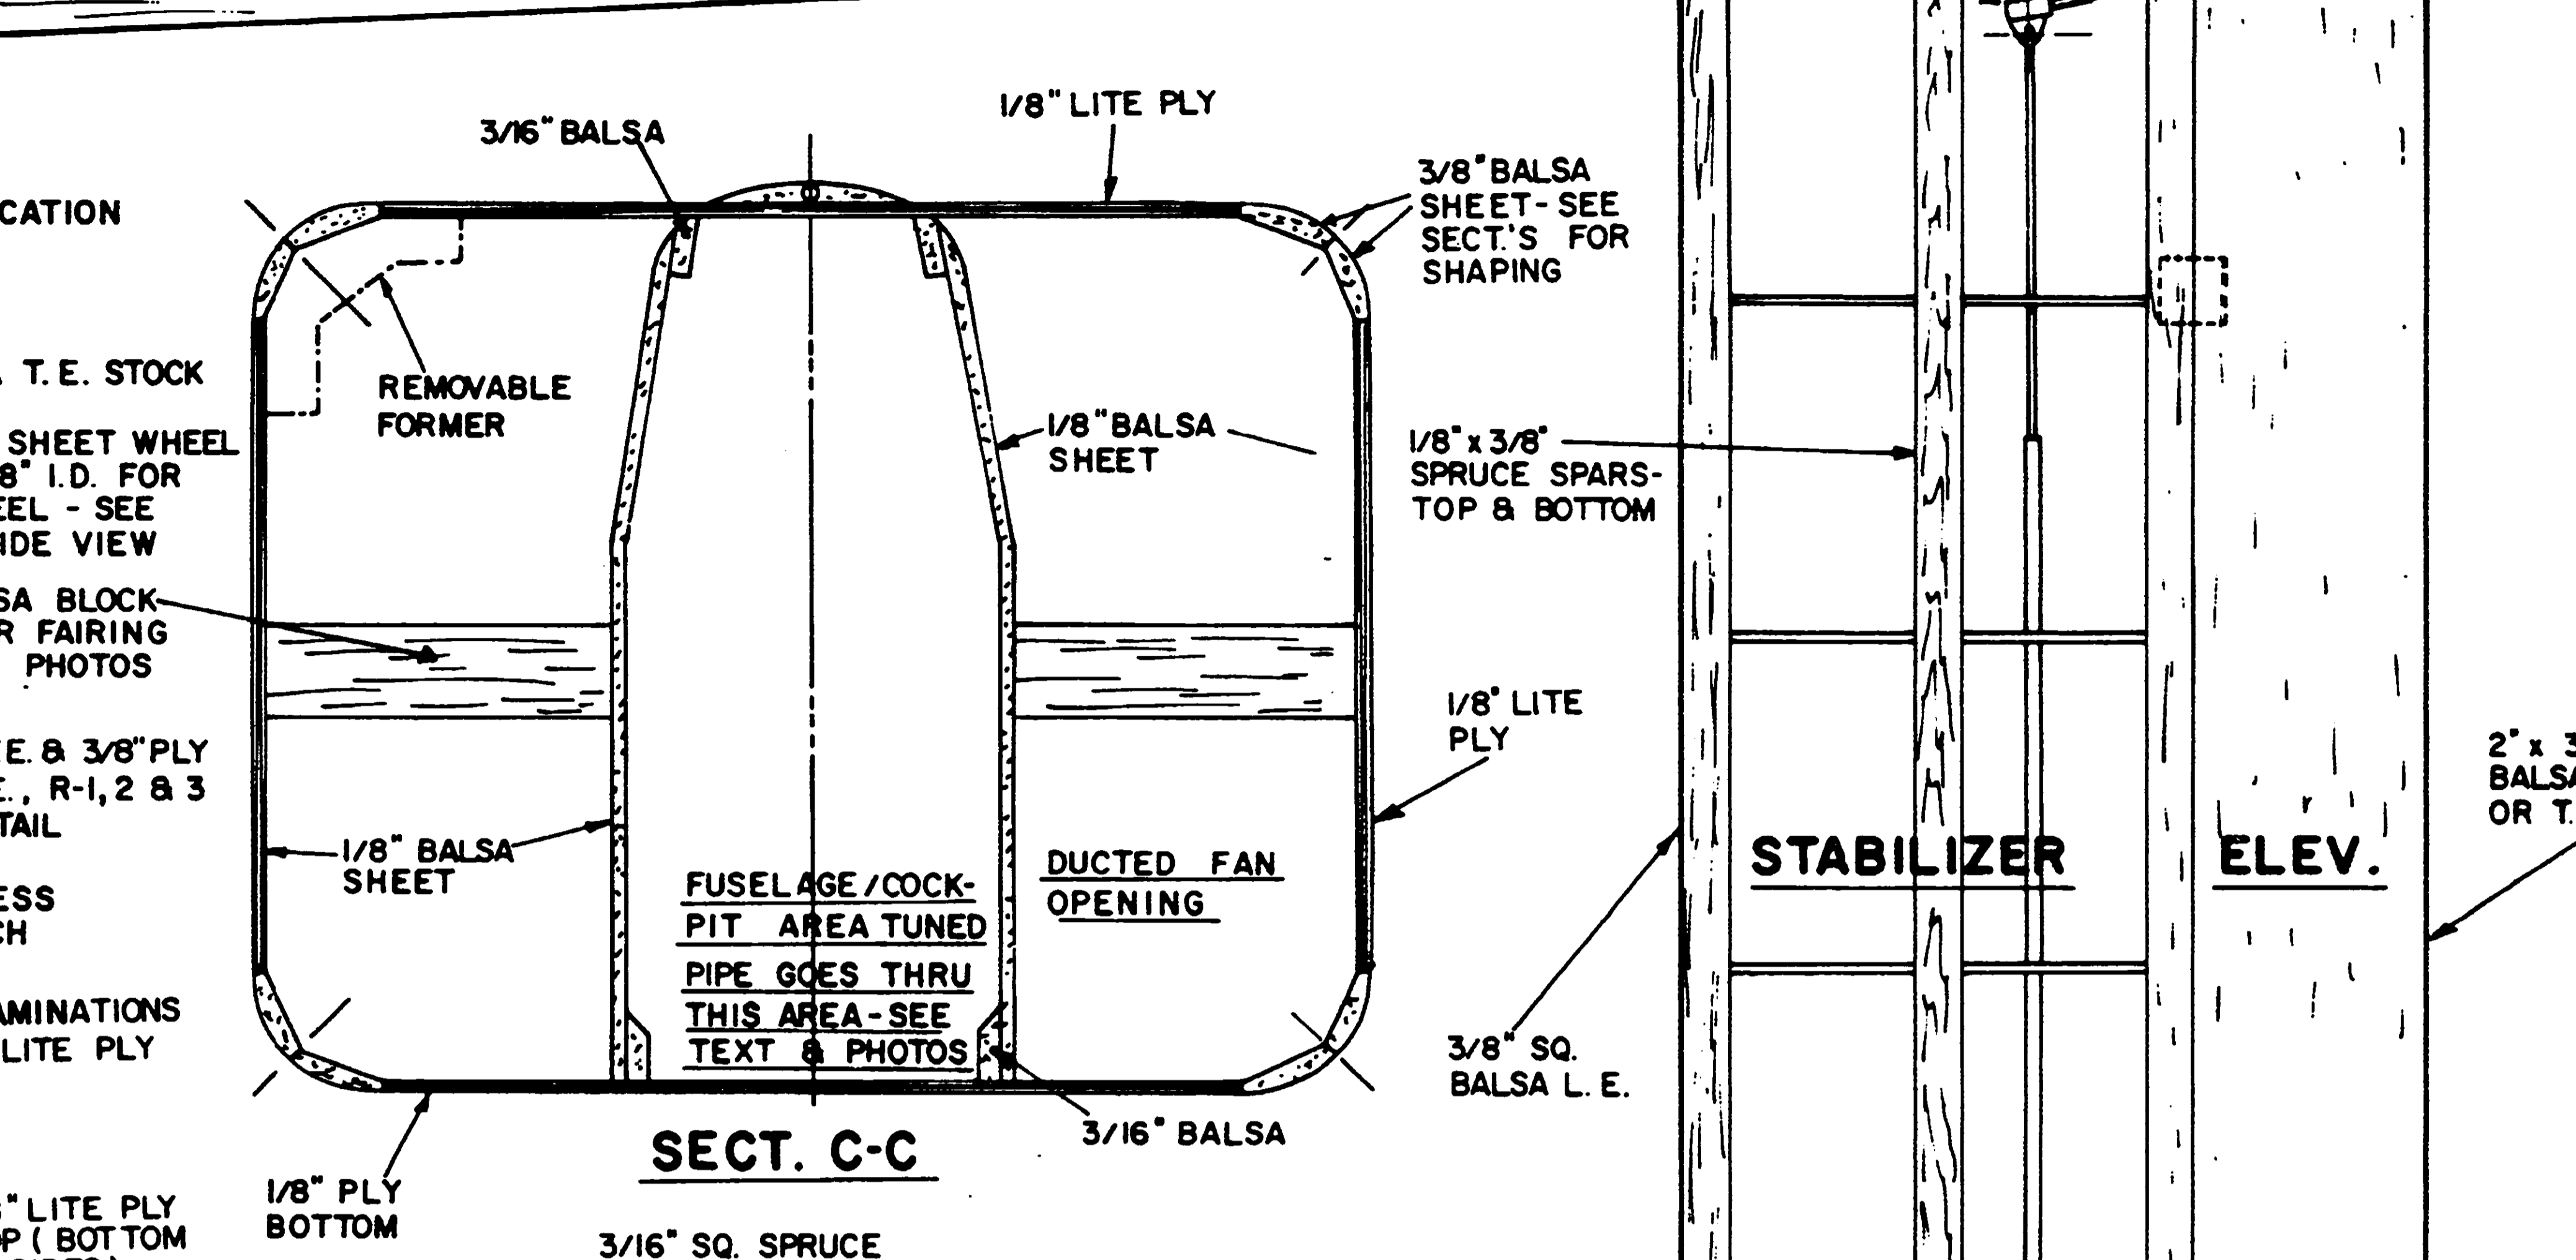 CATION
T. E. STOCK
SHEET WHEEL
8" I.D. FOR
EEL - SEE
IDE VIEW
SA BLOCK
R FAIRING
PHOTOS
E. & 3/8" PLY
E., R-1, 2 & 3
TAIL
ESS
CH
AMINATIONS
LITE PLY
" LITE PLY
OP ( BOTTOM
3/16" BALSA
1/8" LITE PLY
3/8" BALSA
SHEET - SEE
SECT.'S FOR
SHAPING
REMOVABLE
FORMER
1/8" BALSA
SHEET
1/8" x 3/8"
SPRUCE SPARS-
TOP & BOTTOM
1/8" LITE
PLY
1/8" BALSA
SHEET
FUSELAGE / COCK-
PIT AREA TUNED
PIPE GOES THRU
THIS AREA - SEE
TEXT & PHOTOS
DUCTED FAN
OPENING
3/8" SQ.
BALSA L. E.
3/16" BALSA
SECT. C-C
1/8" PLY
BOTTOM
3/16" SQ. SPRUCE
STABILIZER
ELEV.
2" x 3
BALSA
OR T.